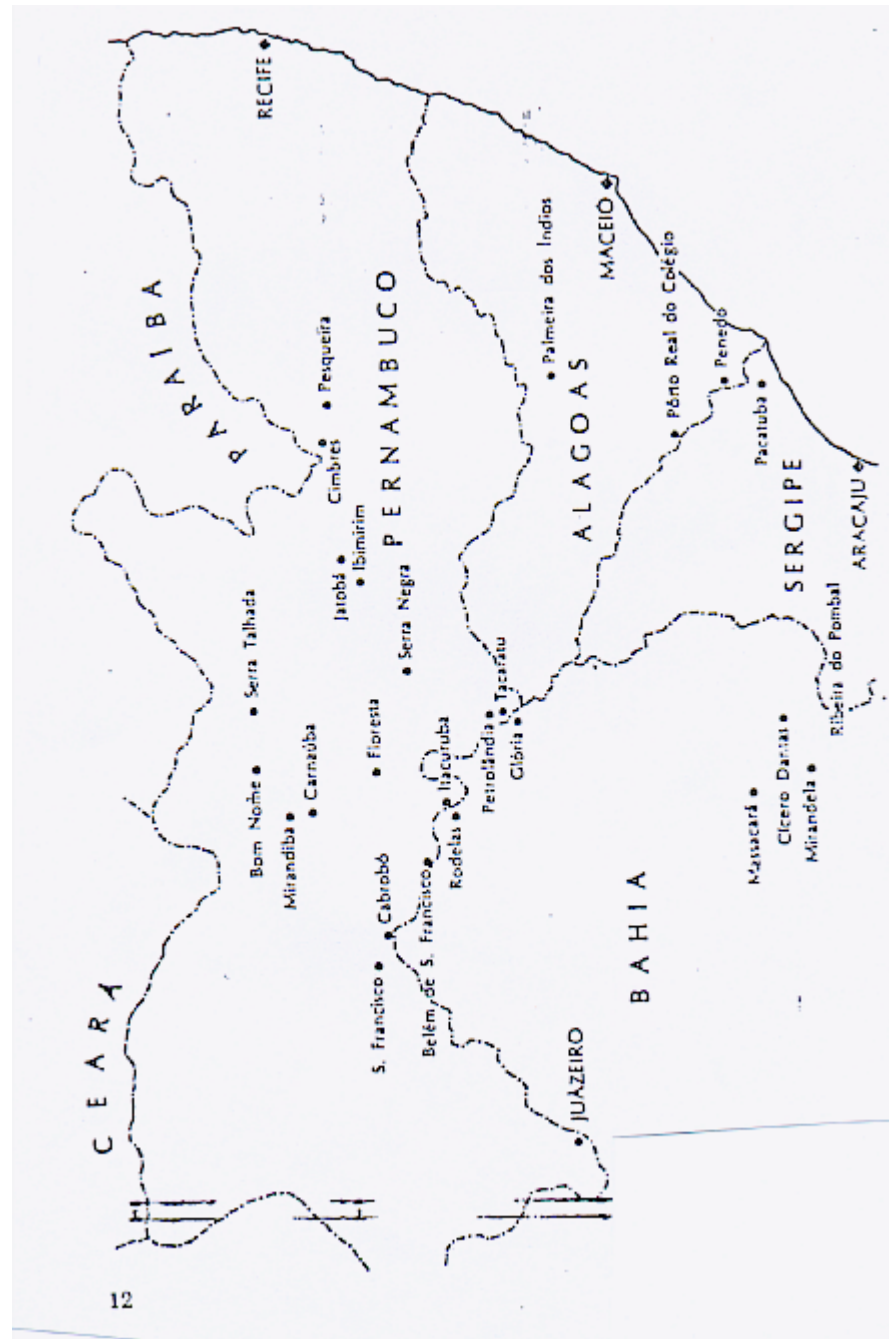 CEARÁ
PARAIBA
RECIFE
Bom Nome
Serra Talhada
Mirandiba
Carnaúba
Pesqueira
Cimbres
Jatobá
Ibimirim
PERNAMBUCO
S. Francisco
Cabrobó
Floresta
Serra Negra
Belém de S. Francisco
Itacuruba
Rodelas
Petrolândia
Tacaratu
Glória
Palmeira dos Índios
ALAGOAS
MACEIÓ
JUÀZEIRO
BAHIA
Pôrto Real do Colégio
Penedo
Pacatuba
Massacará
Cícero Dantas
Mirandela
SERGIPE
Ribeira do Pombal
ARACAJU
12